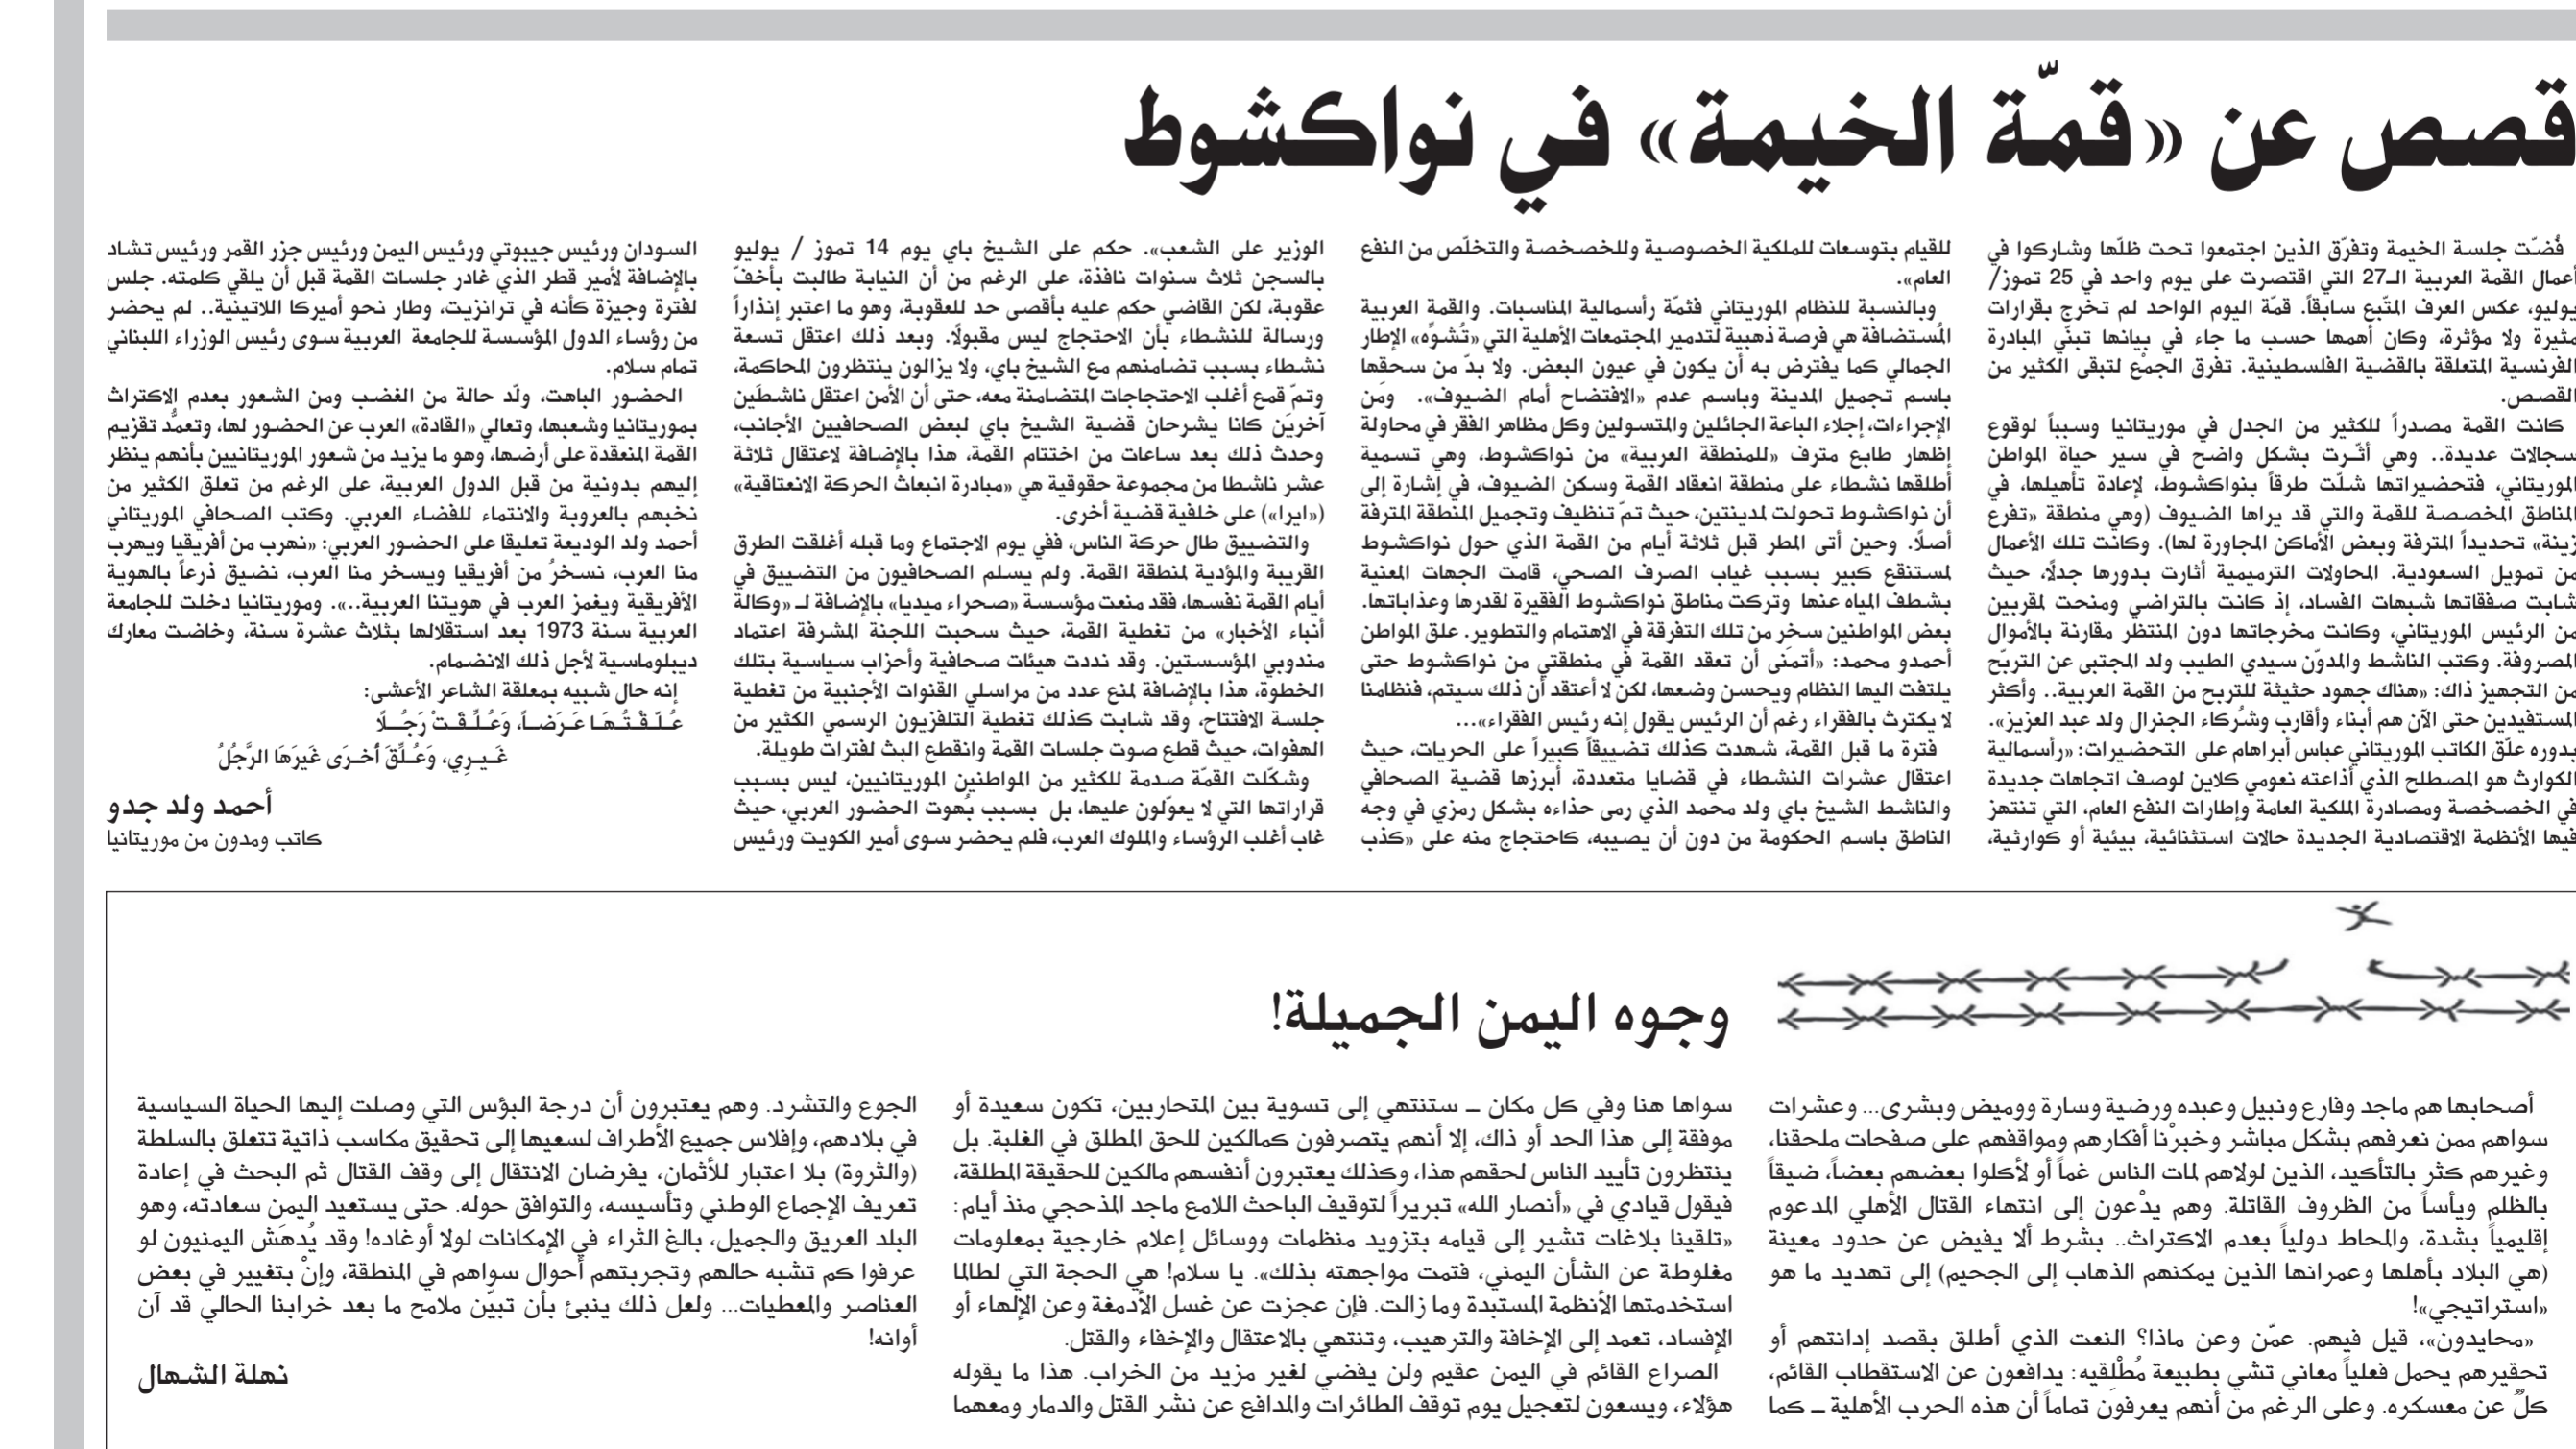 قصص عن «قمّة الخيمة» في نواكشوط
فُضّت جلسة الخيمة وتفرّق الذين اجتمعوا تحت ظلّها وشاركوا في
أعمال القمة العربية الـ27 التي اقتصرت على يوم واحد في 25 تموز/
يوليو، عكس العرف المتّبع سابقاً. قمّة اليوم الواحد لم تخرج بقرارات
مثيرة ولا مؤثرة، وكان أهمها حسب ما جاء في بيانها تبنّي المبادرة
الفرنسية المتعلقة بالقضية الفلسطينية. تفرق الجمْع لتبقى الكثير من
القصص.
كانت القمة مصدراً للكثير من الجدل في موريتانيا وسبباً لوقوع
سجالات عديدة.. وهي أثّرت بشكل واضح في سير حياة المواطن
الموريتاني، فتحضيراتها شلّت طرقاً بنواكشوط، لإعادة تأهيلها، في
المناطق المخصصة للقمة والتي قد يراها الضيوف (وهي منطقة «تفرغ
زينة» تحديداً المترفة وبعض الأماكن المجاورة لها). وكانت تلك الأعمال
من تمويل السعودية. المحاولات الترميمية أثارت بدورها جدلًا، حيث
شابت صفقاتها شبهات الفساد، إذ كانت بالتراضي ومنحت لمقربين
من الرئيس الموريتاني، وكانت مخرجاتها دون المنتظر مقارنة بالأموال
المصروفة. وكتب الناشط والمدوّن سيدي الطيب ولد المجتبى عن التربّح
من التجهيز ذاك: «هناك جهود حثيثة للتربح من القمة العربية.. وأكثر
المستفيدين حتى الآن هم أبناء وأقارب وشُركاء الجنرال ولد عبد العزيز».
بدوره علّق الكاتب الموريتاني عباس أبراهام على التحضيرات: «رأسمالية
الكوارث هو المصطلح الذي أذاعته نعومي كلاين لوصف اتجاهات جديدة
في الخصخصة ومصادرة الملكية العامة وإطارات النفع العام، التي تنتهز
فيها الأنظمة الاقتصادية الجديدة حالات استثنائية، بيئية أو كوارثية،
للقيام بتوسعات للملكية الخصوصية وللخصخصة والتخلّص من النفع
العام».
وبالنسبة للنظام الموريتاني فثمّة رأسمالية المناسبات. والقمة العربية
المُستضافة هي فرصة ذهبية لتدمير المجتمعات الأهلية التي «تُشوِّه» الإطار
الجمالي كما يفترض به أن يكون في عيون البعض. ولا بدّ من سحقها
باسم تجميل المدينة وباسم عدم «الافتضاح أمام الضيوف». ومَن
الإجراءات، إجلاء الباعة الجائلين والمتسولين وكل مظاهر الفقر في محاولة
إظهار طابع مترف «للمنطقة العربية» من نواكشوط، وهي تسمية
أطلقها نشطاء على منطقة انعقاد القمة وسكن الضيوف، في إشارة إلى
أن نواكشوط تحولت لمدينتين، حيث تمّ تنظيف وتجميل المنطقة المترفة
أصلًا. وحين أتى المطر قبل ثلاثة أيام من القمة الذي حول نواكشوط
لمستنقع كبير بسبب غياب الصرف الصحي، قامت الجهات المعنية
بشطف المياه عنها وتركت مناطق نواكشوط الفقيرة لقدرها وعذاباتها.
بعض المواطنين سخر من تلك التفرقة في الاهتمام والتطوير. علق المواطن
أحمدو محمد: «أتمنى أن تعقد القمة في منطقتي من نواكشوط حتى
يلتفت اليها النظام ويحسن وضعها، لكن لا أعتقد أن ذلك سيتم، فنظامنا
لا يكترث بالفقراء رغم أن الرئيس يقول إنه رئيس الفقراء»...
فترة ما قبل القمة، شهدت كذلك تضييقاً كبيراً على الحريات، حيث
اعتقال عشرات النشطاء في قضايا متعددة، أبرزها قضية الصحافي
والناشط الشيخ باي ولد محمد الذي رمى حذاءه بشكل رمزي في وجه
الناطق باسم الحكومة من دون أن يصيبه، كاحتجاج منه على «كذب
الوزير على الشعب». حكم على الشيخ باي يوم 14 تموز / يوليو
بالسجن ثلاث سنوات نافذة، على الرغم من أن النيابة طالبت بأخفّ
عقوبة، لكن القاضي حكم عليه بأقصى حد للعقوبة، وهو ما اعتبر إنذاراً
ورسالة للنشطاء بأن الاحتجاج ليس مقبولًا. وبعد ذلك اعتقل تسعة
نشطاء بسبب تضامنهم مع الشيخ باي، ولا يزالون ينتظرون المحاكمة،
وتمّ قمع أغلب الاحتجاجات المتضامنة معه، حتى أن الأمن اعتقل ناشطَين
آخريَن كانا يشرحان قضية الشيخ باي لبعض الصحافيين الأجانب،
وحدث ذلك بعد ساعات من اختتام القمة، هذا بالإضافة لاعتقال ثلاثة
عشر ناشطا من مجموعة حقوقية هي «مبادرة انبعاث الحركة الانعتاقية»
(«ايرا») على خلفية قضية أخرى.
والتضييق طال حركة الناس، ففي يوم الاجتماع وما قبله أغلقت الطرق
القريبة والمؤدية لمنطقة القمة. ولم يسلم الصحافيون من التضييق في
أيام القمة نفسها، فقد منعت مؤسسة «صحراء ميديا» بالإضافة لـ «وكالة
أنباء الأخبار» من تغطية القمة، حيث سحبت اللجنة المشرفة اعتماد
مندوبي المؤسستين. وقد نددت هيئات صحافية وأحزاب سياسية بتلك
الخطوة، هذا بالإضافة لمنع عدد من مراسلي القنوات الأجنبية من تغطية
جلسة الافتتاح، وقد شابت كذلك تغطية التلفزيون الرسمي الكثير من
الهفوات، حيث قطع صوت جلسات القمة وانقطع البث لفترات طويلة.
وشكّلت القمّة صدمة للكثير من المواطنين الموريتانيين، ليس بسبب
قراراتها التي لا يعوّلون عليها، بل بسبب بُهوت الحضور العربي، حيث
غاب أغلب الرؤساء والملوك العرب، فلم يحضر سوى أمير الكويت ورئيس
السودان ورئيس جيبوتي ورئيس اليمن ورئيس جزر القمر ورئيس تشاد
بالإضافة لأمير قطر الذي غادر جلسات القمة قبل أن يلقي كلمته. جلس
لفترة وجيزة كأنه في ترانزيت، وطار نحو أميركا اللاتينية.. لم يحضر
من رؤساء الدول المؤسسة للجامعة العربية سوى رئيس الوزراء اللبناني
تمام سلام.
الحضور الباهت، ولّد حالة من الغضب ومن الشعور بعدم الاكتراث
بموريتانيا وشعبها، وتعالي «القادة» العرب عن الحضور لها، وتعمُّد تقزيم
القمة المنعقدة على أرضها، وهو ما يزيد من شعور الموريتانيين بأنهم ينظر
إليهم بدونية من قبل الدول العربية، على الرغم من تعلق الكثير من
نخبهم بالعروبة والانتماء للفضاء العربي. وكتب الصحافي الموريتاني
أحمد ولد الوديعة تعليقا على الحضور العربي: «نهرب من أفريقيا ويهرب
منا العرب، نسخرُ من أفريقيا ويسخر منا العرب، نضيق ذرعاً بالهوية
الأفريقية ويغمز العرب في هويتنا العربية..». وموريتانيا دخلت للجامعة
العربية سنة 1973 بعد استقلالها بثلاث عشرة سنة، وخاضت معارك
ديبلوماسية لأجل ذلك الانضمام.
إنه حال شبيه بمعلقة الشاعر الأعشى:
عُـلّـقْـتُـهَـا عَـرَضــاً، وَعُـلِّـقَـتْ رَجُــلًا
غَـيـرِي، وَعُـلِّقَ أُخـرَى غَيرَهَا الرَّجُلُ
أحمد ولد جدو
كاتب ومدون من موريتانيا
وجوه اليمن الجميلة!
أصحابها هم ماجد وفارع ونبيل وعبده ورضية وسارة ووميض وبشرى... وعشرات
سواهم ممن نعرفهم بشكل مباشر وخبرْنا أفكارهم ومواقفهم على صفحات ملحقنا،
وغيرهم كثر بالتأكيد، الذين لولاهم لمات الناس غماً أو لأكلوا بعضهم بعضاً، ضيقاً
بالظلم ويأساً من الظروف القاتلة. وهم يدْعون إلى انتهاء القتال الأهلي المدعوم
إقليمياً بشدة، والمحاط دولياً بعدم الاكتراث.. بشرط ألا يفيض عن حدود معينة
(هي البلاد بأهلها وعمرانها الذين يمكنهم الذهاب إلى الجحيم) إلى تهديد ما هو
«استراتيجي»!
«محايدون»، قيل فيهم. عمّن وعن ماذا؟ النعت الذي أطلق بقصد إدانتهم أو
تحقيرهم يحمل فعلياً معاني تشي بطبيعة مُطْلِقيه: يدافعون عن الاستقطاب القائم،
كلٌ عن معسكره. وعلى الرغم من أنهم يعرفون تماماً أن هذه الحرب الأهلية ــ كما
سواها هنا وفي كل مكان ــ ستنتهي إلى تسوية بين المتحاربين، تكون سعيدة أو
موفقة إلى هذا الحد أو ذاك، إلا أنهم يتصرفون كمالكين للحق المطلق في الغلبة. بل
ينتظرون تأييد الناس لحقهم هذا، وكذلك يعتبرون أنفسهم مالكين للحقيقة المطلقة،
فيقول قيادي في «أنصار الله» تبريراً لتوقيف الباحث اللامع ماجد المذحجي منذ أيام:
«تلقينا بلاغات تشير إلى قيامه بتزويد منظمات ووسائل إعلام خارجية بمعلومات
مغلوطة عن الشأن اليمني، فتمت مواجهته بذلك». يا سلام! هي الحجة التي لطالما
استخدمتها الأنظمة المستبدة وما زالت. فإن عجزت عن غسل الأدمغة وعن الإلهاء أو
الإفساد، تعمد إلى الإخافة والترهيب، وتنتهي بالاعتقال والإخفاء والقتل.
الصراع القائم في اليمن عقيم ولن يفضي لغير مزيد من الخراب. هذا ما يقوله
هؤلاء، ويسعون لتعجيل يوم توقف الطائرات والمدافع عن نشر القتل والدمار ومعهما
الجوع والتشرد. وهم يعتبرون أن درجة البؤس التي وصلت إليها الحياة السياسية
في بلادهم، وإفلاس جميع الأطراف لسعيها إلى تحقيق مكاسب ذاتية تتعلق بالسلطة
(والثروة) بلا اعتبار للأثمان، يفرضان الانتقال إلى وقف القتال ثم البحث في إعادة
تعريف الإجماع الوطني وتأسيسه، والتوافق حوله. حتى يستعيد اليمن سعادته، وهو
البلد العريق والجميل، بالغ الثراء في الإمكانات لولا أوغاده! وقد يُدهَش اليمنيون لو
عرفوا كم تشبه حالهم وتجربتهم أحوال سواهم في المنطقة، وإنْ بتغيير في بعض
العناصر والمعطيات... ولعل ذلك ينبئ بأن تبيّن ملامح ما بعد خرابنا الحالي قد آن
أوانه!
نهلة الشهال